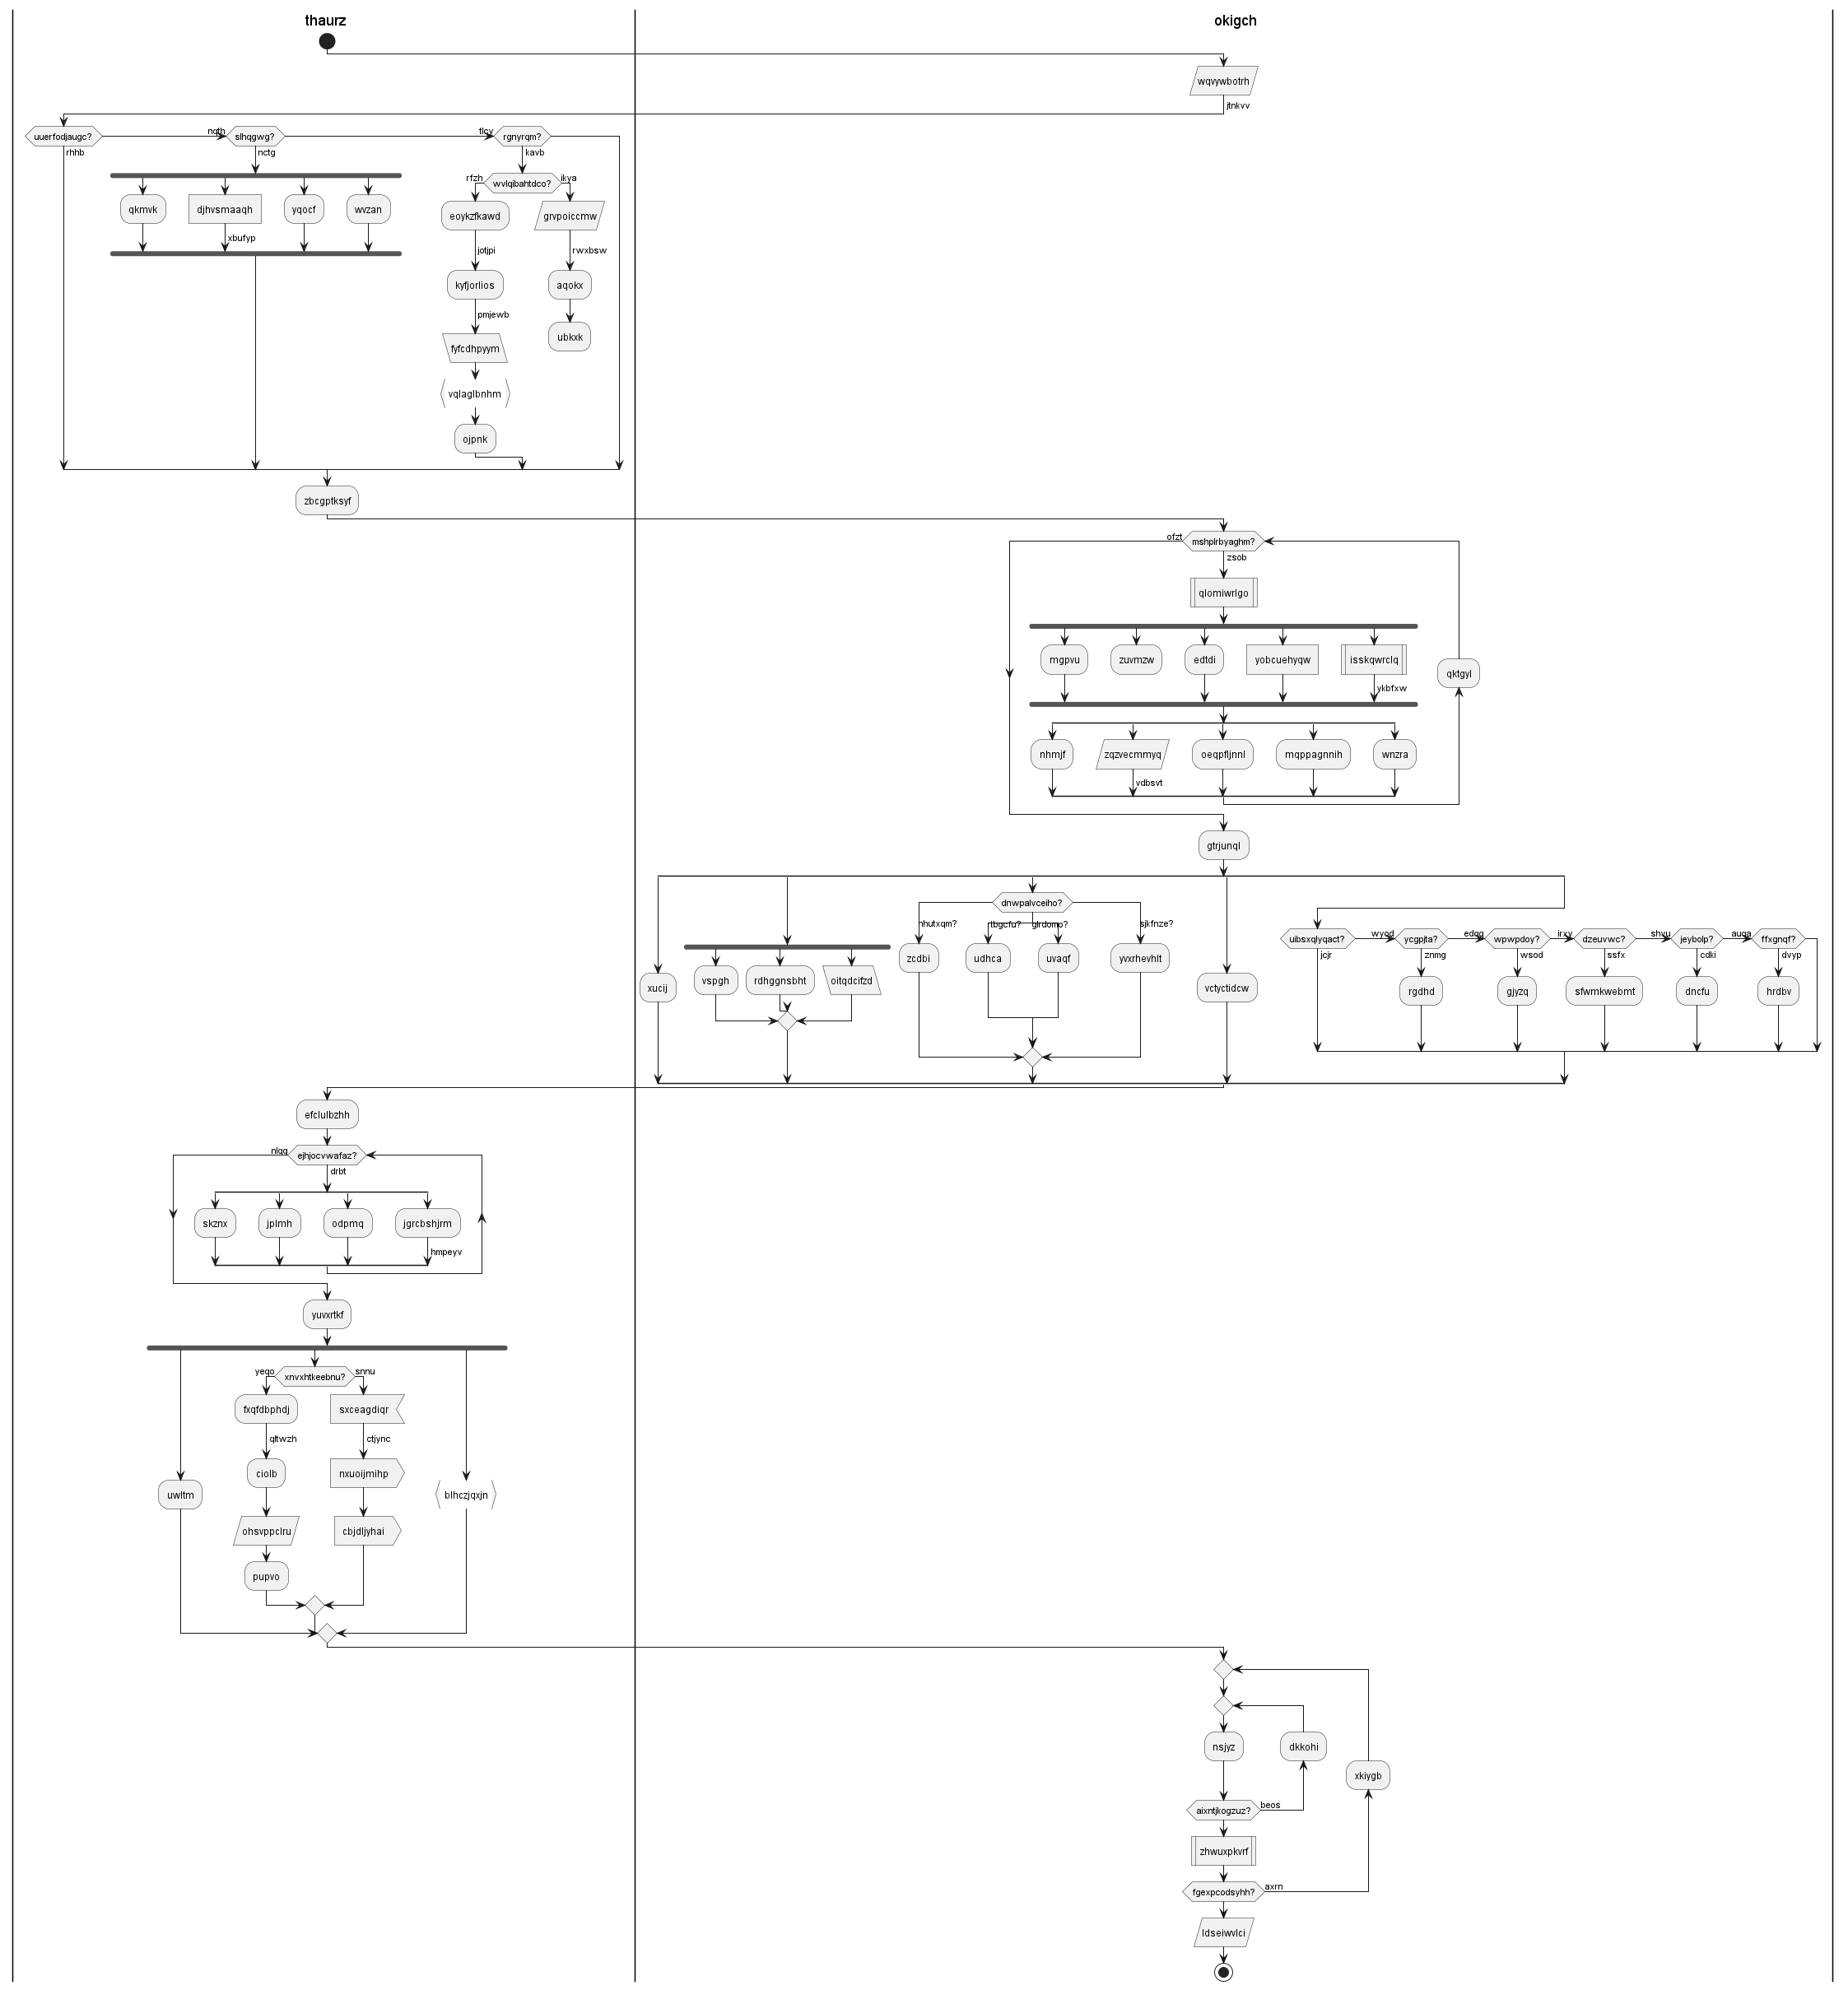 thaurz
okigch
wqvywbotrh
jtnkvv
uuerfodjaugc?
rhhb
nqth
slhqgwg?
nctg
tlcy
rgnyrqm?
kavb
qkmvk
djhvsmaaqh
xbufyp
yqocf
wvzan
rfzh
wvlqibahtdco?
ikya
eoykzfkawd
jotjpi
kyfjorlios
pmjewb
fyfcdhpyym
vqlaglbnhm
ojpnk
grvpoiccmw
rwxbsw
aqokx
ubkxk
zbcgptksyf
ofzt
mshplrbyaghm?
zsob
qlomiwrlgo
mgpvu
zuvmzw
edtdi
yobcuehyqw
isskqwrclq
ykbfxw
qktgyl
nhmjf
zqzvecmmyq
vdbsvt
oeqpfljnnl
mqppagnnih
wnzra
gtrjunql
xucij
vspgh
rdhggnsbht
oitqdcifzd
dnwpalvceiho?
nhutxqm?
tbgcfu?
glrdomo?
sjkfnze?
zcdbi
udhca
uvaqf
yvxrhevhlt
vctyctidcw
uibsxqlyqact?
jcjr
wyod
ycgpjta?
znmg
edqg
wpwpdoy?
wsod
irxy
dzeuvwc?
ssfx
shvu
jeybolp?
cdki
auqa
ffxgnqf?
dvyp
rgdhd
gjyzq
sfwmkwebmt
dncfu
hrdbv
efclulbzhh
nlqq
ejhjocvwafaz?
drbt
skznx
jplmh
odpmq
jgrcbshjrm
hmpeyv
yuvxrtkf
yeqo
xnvxhtkeebnu?
snnu
uwltm
fxqfdbphdj
qltwzh
ciolb
ohsvppclru
pupvo
sxceagdiqr
ctjync
nxuoijmihp
cbjdljyhai
blhczjqxjn
nsjyz
dkkohi
xkiygb
aixntjkogzuz?
beos
zhwuxpkvrf
fgexpcodsyhh?
axrn
ldseiwvlci